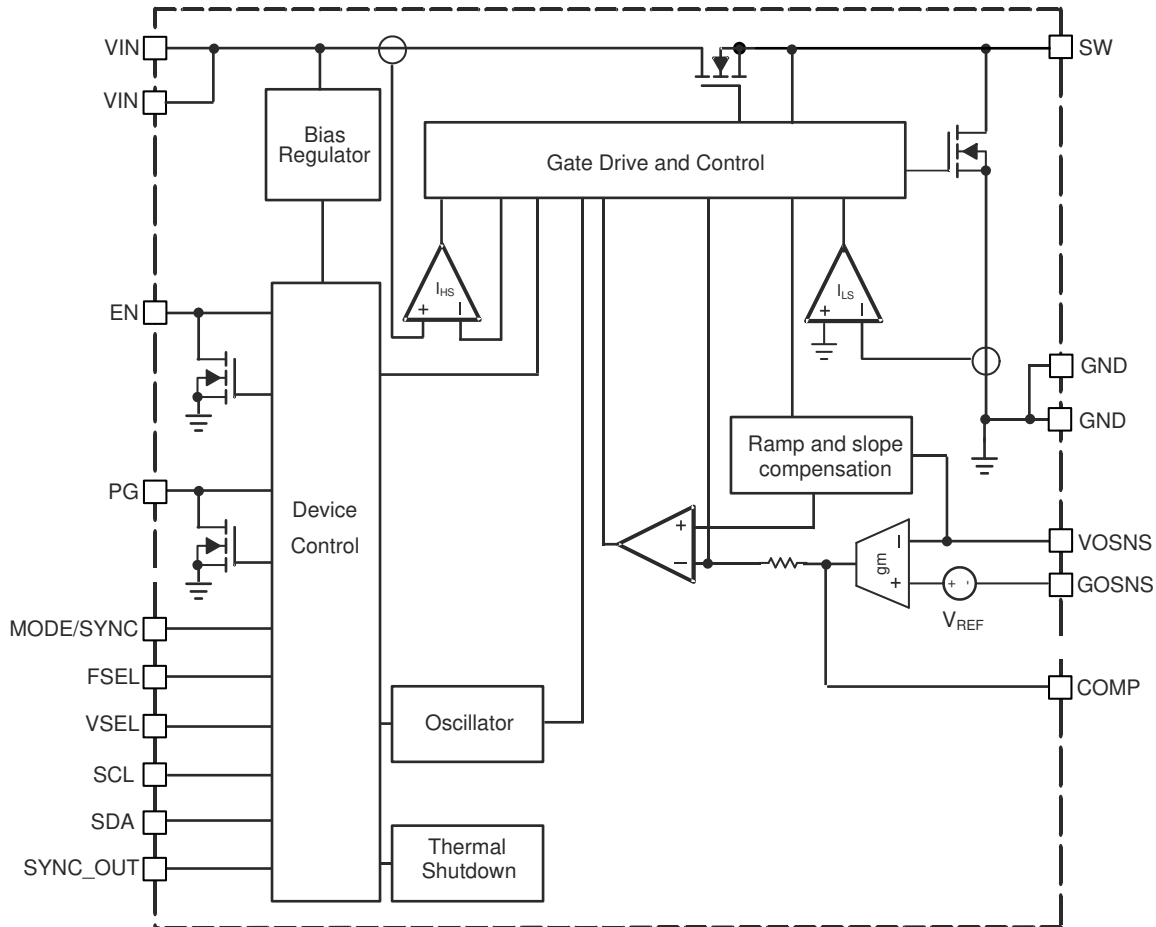 VIN
SW
VIN
Bias
Regulator
Gate Drive and Control
IHS
+
−
ILS
+
−
EN
GND
GND
Ramp and slope
compensation
PG
Device
Control
+
−
gm
−
+
+ -
VREF
VOSNS
GOSNS
MODE/SYNC
FSEL
COMP
VSEL
Oscillator
SCL
SDA
Thermal
Shutdown
SYNC_OUT